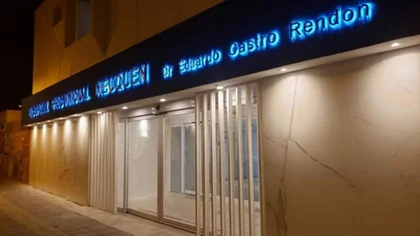 HOSPITAL PROVINCIAL NEUQUEN Dr Eduardo Castro Rendon